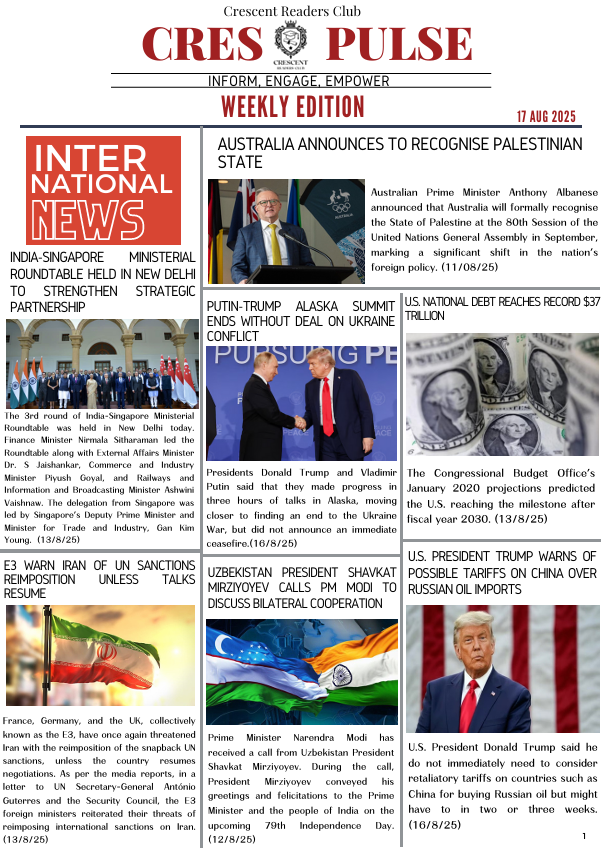 Crescent Readers Club
CRES PULSE
CRESCENT
INFORM, ENGAGE, EMPOWER
WEEKLY EDITION
17 AUG 2025
INTER
NATIONAL
NEWS
INDIA-SINGAPORE MINISTERIAL
ROUNDTABLE HELD IN NEW DELHI
TO STRENGTHEN STRATEGIC
PARTNERSHIP
The 3rd round of India-Singapore Ministerial
Roundtable was held in New Delhi today.
Finance Minister Nirmala Sitharaman led the
Roundtable along with External Affairs Minister
Dr. S Jaishankar, Commerce and Industry
Minister Piyush Goyal, and Railways and
Information and Broadcasting Minister Ashwini
Vaishnaw. The delegation from Singapore was
led by Singapore's Deputy Prime Minister and
Minister for Trade and Industry, Gan Kim
Young. (13/8/25)
E3 WARN IRAN OF UN SANCTIONS
REIMPOSITION UNLESS TALKS
RESUME
France, Germany, and the UK, collectively
known as the E3, have once again threatened
Iran with the reimposition of the snapback UN
sanctions, unless the country resumes
negotiations. As per the media reports, in a
letter to UN Secretary-General António
Guterres and the Security Council, the E3
foreign ministers reiterated their threats of
reimposing international sanctions on Iran.
(13/8/25)
AUSTRALIA ANNOUNCES TO RECOGNISE PALESTINIAN
STATE
AUSTRALIA
Australian Prime Minister Anthony Albanese
announced that Australia will formally recognise
the State of Palestine at the 80th Session of the
United Nations General Assembly in September,
marking a significant shift in the nation's
foreign policy. (11/08/25)
PUTIN-TRUMP ALASKA SUMMIT
ENDS WITHOUT DEAL ON UKRAINE
CONFLICT
PURSUING PE
Presidents Donald Trump and Vladimir
Putin said that they made progress in
three hours of talks in Alaska, moving
closer to finding an end to the Ukraine
War, but did not announce an immediate
ceasefire.(16/8/25)
UZBEKISTAN PRESIDENT SHAVKAT
MIRZIYOYEV CALLS PM MODI TO
DISCUSS BILATERAL COOPERATION
Prime Minister Narendra Modi has
received a call from Uzbekistan President
Shavkat Mirziyoyev. During the call,
President Mirziyoyev conveyed his
greetings and felicitations to the Prime
Minister and the people of India on the
upcoming 79th Independence Day.
(12/8/25)
U.S. NATIONAL DEBT REACHES RECORD $37
TRILLION
The Congressional Budget Office's
January 2020 projections predicted
the U.S. reaching the milestone after
fiscal year 2030. (13/8/25)
U.S. PRESIDENT TRUMP WARNS OF
POSSIBLE TARIFFS ON CHINA OVER
RUSSIAN OIL IMPORTS
U.S. President Donald Trump said he
do not immediately need to consider
retaliatory tariffs on countries such as
China for buying Russian oil but might
have to in two or three weeks.
(16/8/25)
1